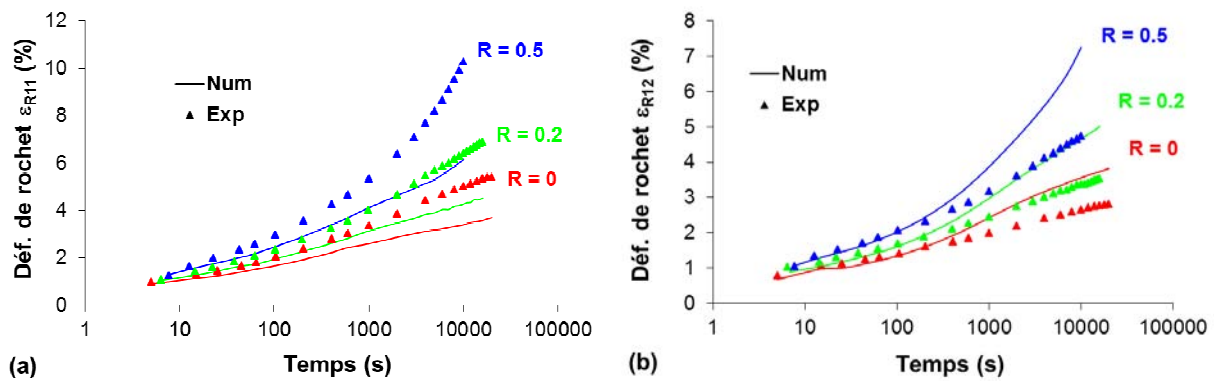 Déf. de rochet εR11 (%)
12
10
8
6
4
2
0
Num
Exp
R = 0.5
R = 0.2
R = 0
1
10
100
1000
10000
100000
Temps (s)
(a)
Déf. de rochet εR12 (%)
8
7
6
5
4
3
2
1
0
Num
Exp
R = 0.5
R = 0.2
R = 0
1
10
100
1000
10000
100000
Temps (s)
(b)